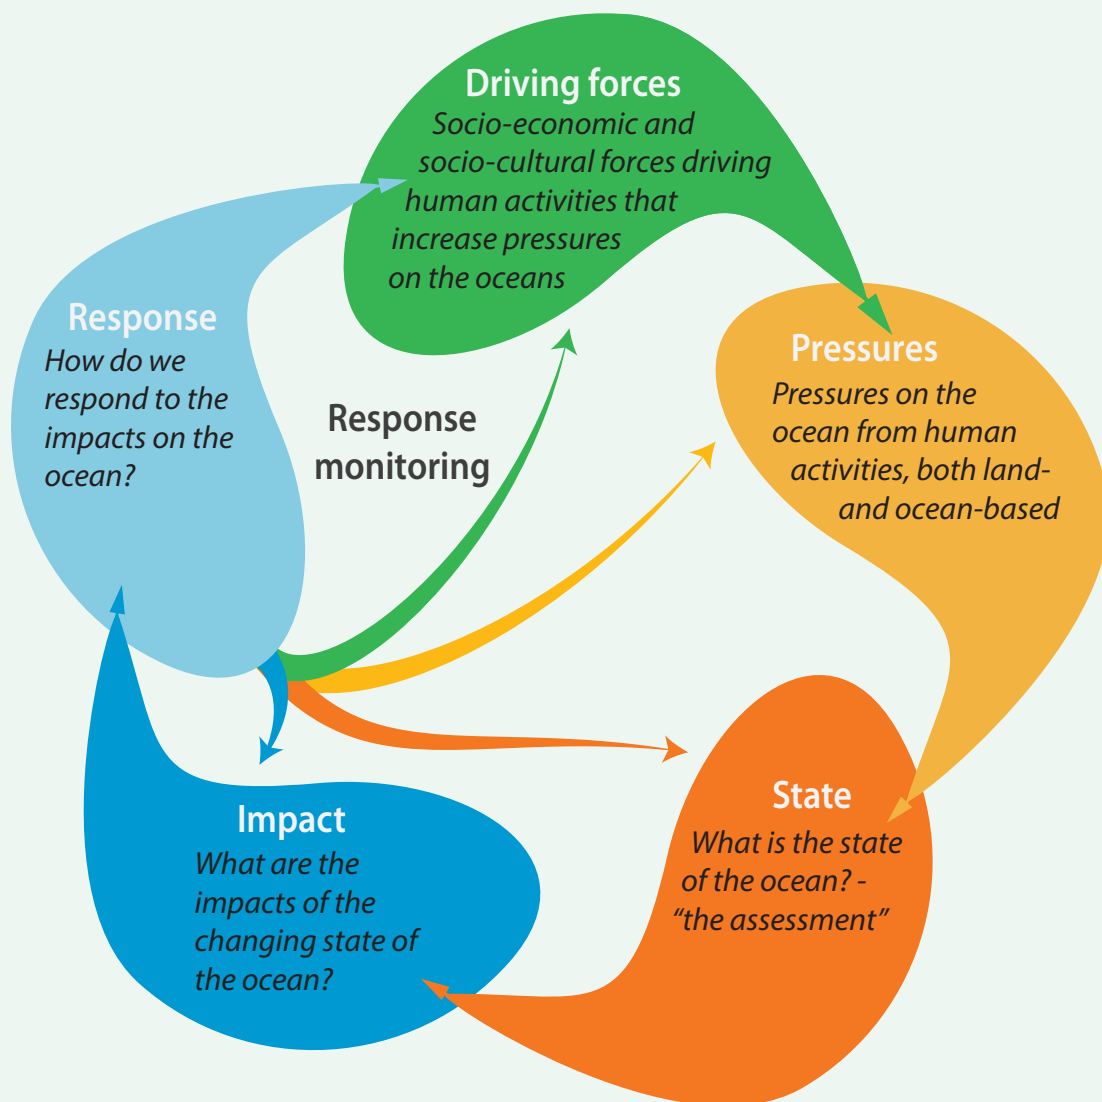 Driving forces
Socio-economic and
socio-cultural forces driving
human activities that
increase pressures
on the oceans
Pressures
Pressures on the
ocean from human
activities, both land-
and ocean-based
State
What is the state
of the ocean? -
“the assessment”
Impact
What are the
impacts of the
changing state of
the ocean?
Response
How do we
respond to the
impacts on the
ocean?
Response
monitoring